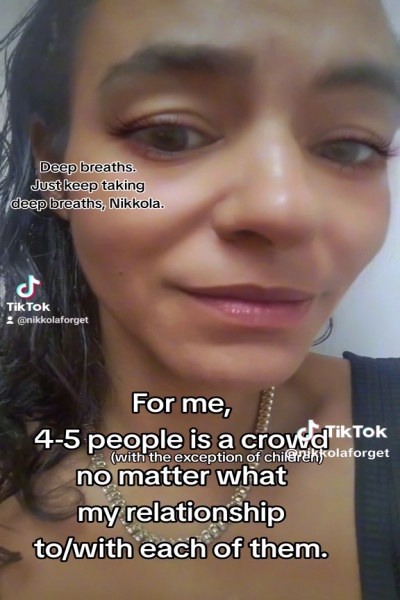 Deep breaths.
Just keep taking
deep breaths, Nikkola.
TikTok
@nikkolaforget
For me,
4-5 people is a crowd
(with the exception of children)
TikTok
@nikkolaforget
no matter what
my relationship
to/with each of them.